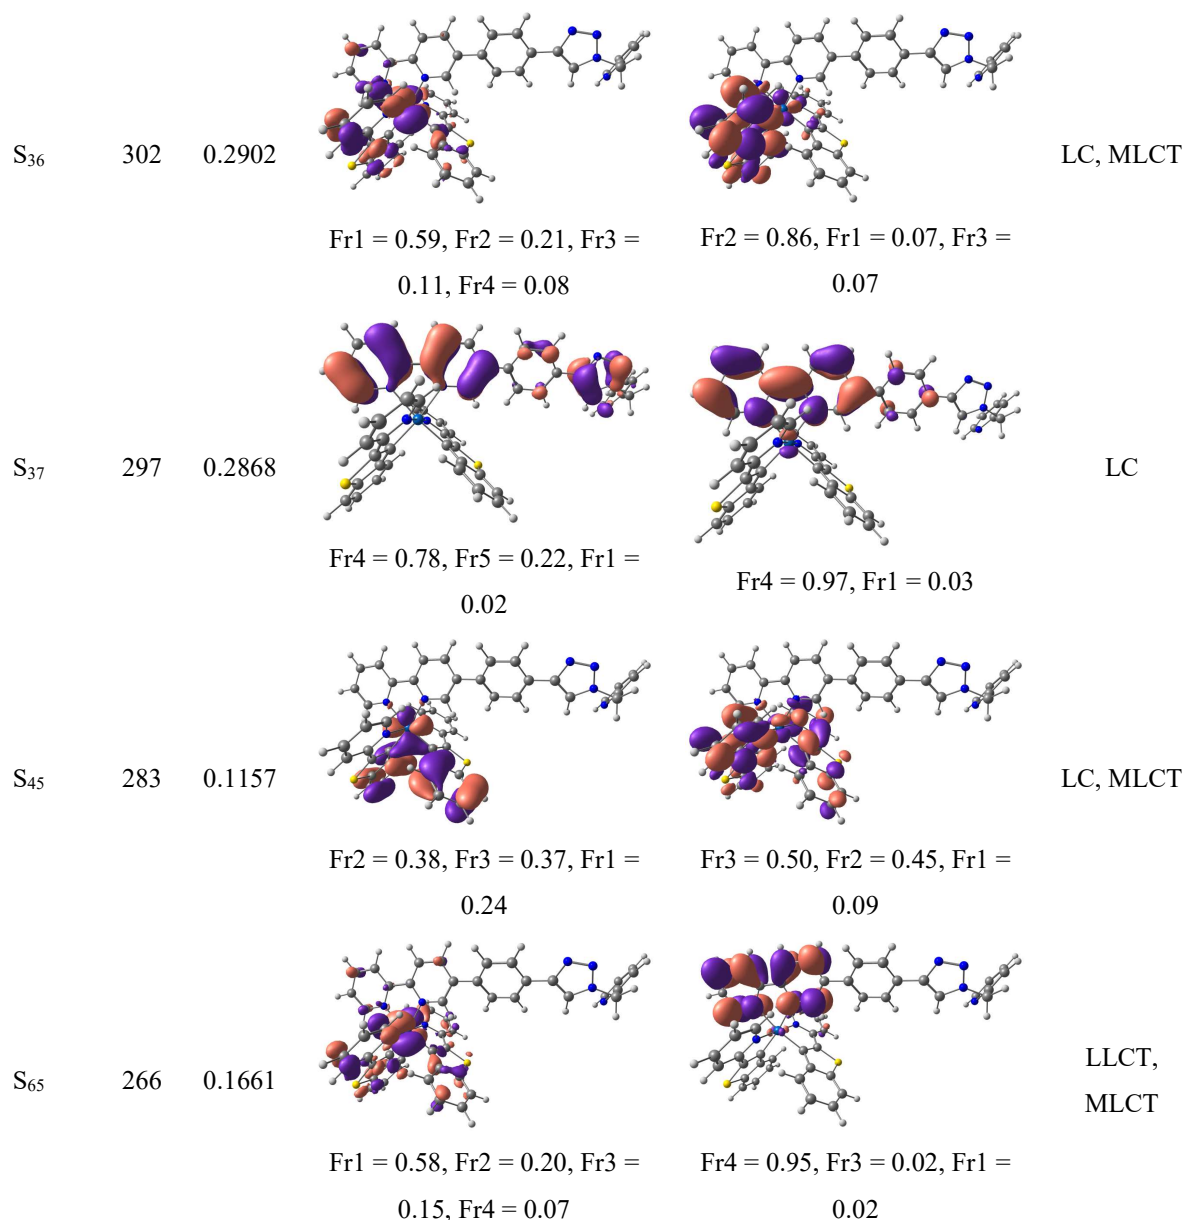 S₃₆ 302 0.2902 LC, MLCT
Fr1 = 0.59, Fr2 = 0.21, Fr3 =
0.11, Fr4 = 0.08
Fr2 = 0.86, Fr1 = 0.07, Fr3 =
0.07
S₃₇ 297 0.2868 LC
Fr4 = 0.78, Fr5 = 0.22, Fr1 =
0.02
Fr4 = 0.97, Fr1 = 0.03
S₄₅ 283 0.1157 LC, MLCT
Fr2 = 0.38, Fr3 = 0.37, Fr1 =
0.24
Fr3 = 0.50, Fr2 = 0.45, Fr1 =
0.09
S₆₅ 266 0.1661 LLCT,
MLCT
Fr1 = 0.58, Fr2 = 0.20, Fr3 =
0.15, Fr4 = 0.07
Fr4 = 0.95, Fr3 = 0.02, Fr1 =
0.02